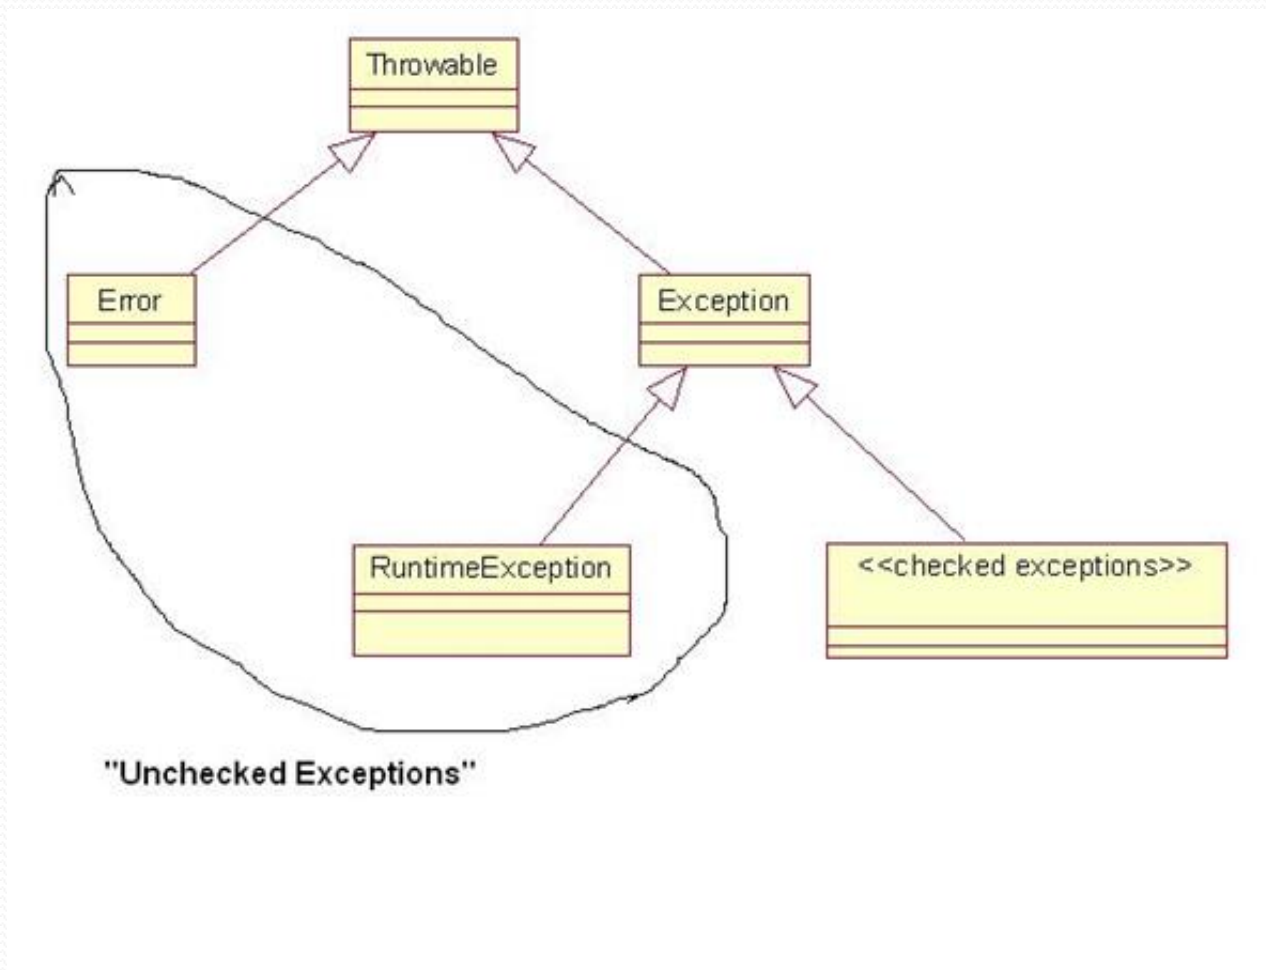 Throwable
Error
Exception
RuntimeException
<<checked exceptions>>
"Unchecked Exceptions"